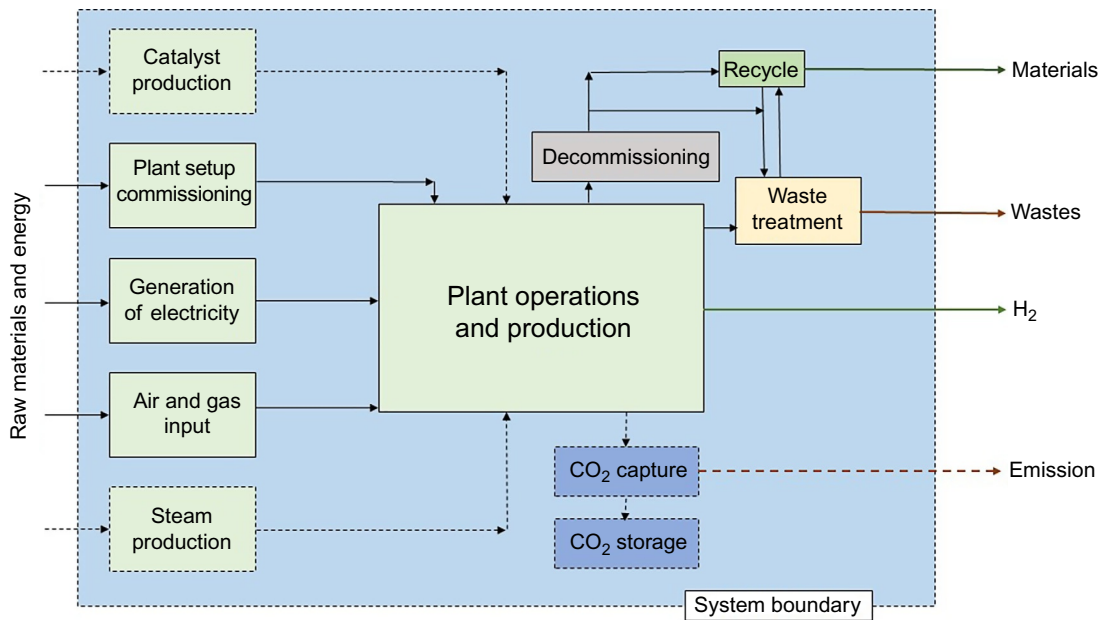 Raw materials and energy
Catalyst
production
Plant setup
commissioning
Generation
of electricity
Air and gas
input
Steam
production
Plant operations
and production
Decommissioning
Recycle
Waste
treatment
CO₂ capture
CO₂ storage
Materials
Wastes
H₂
Emission
System boundary